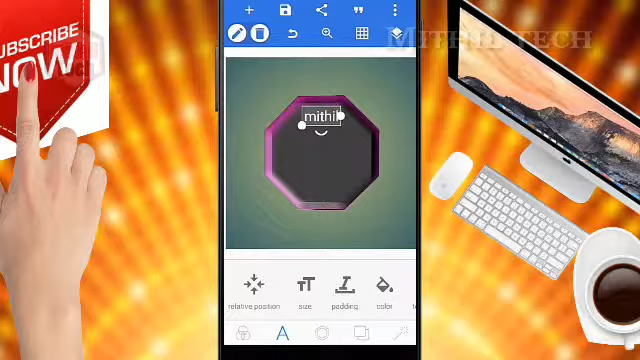 SUBSCRIBE
NOW
MITHIL TECH
mithil
relative position
size
padding
color